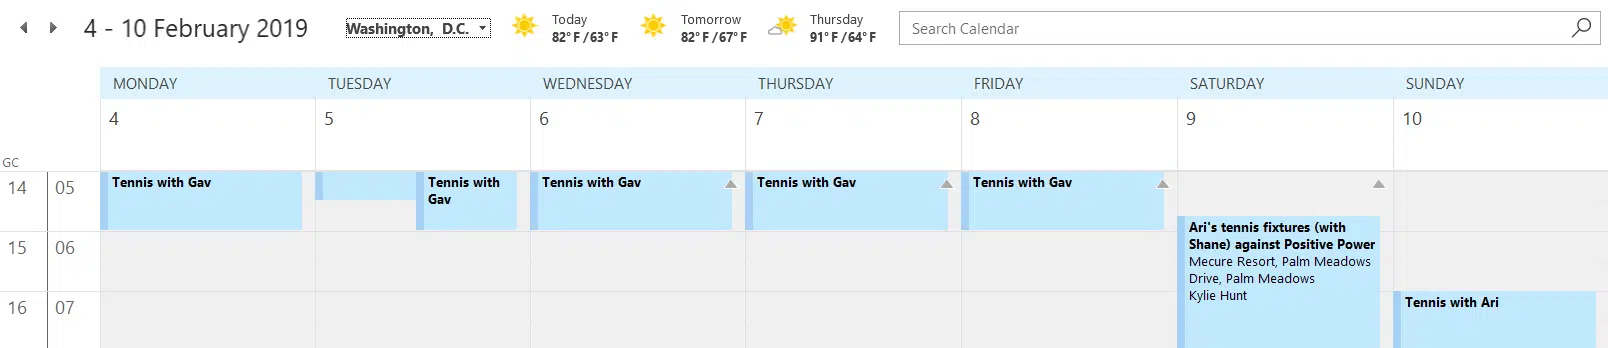 4 - 10 February 2019
Washington, D.C.
Today
82° F / 63° F
Tomorrow
82° F / 67° F
Thursday
91° F / 64° F
Search Calendar
MONDAY TUESDAY WEDNESDAY THURSDAY FRIDAY SATURDAY SUNDAY
4 5 6 7 8 9 10
GC
14 05
Tennis with Gav
Tennis with
Gav
Tennis with Gav
Tennis with Gav
Tennis with Gav
Ari's tennis fixtures (with
Shane) against Positive Power
Mecure Resort, Palm Meadows
Drive, Palm Meadows
Kylie Hunt
15 06
16 07
Tennis with Ari